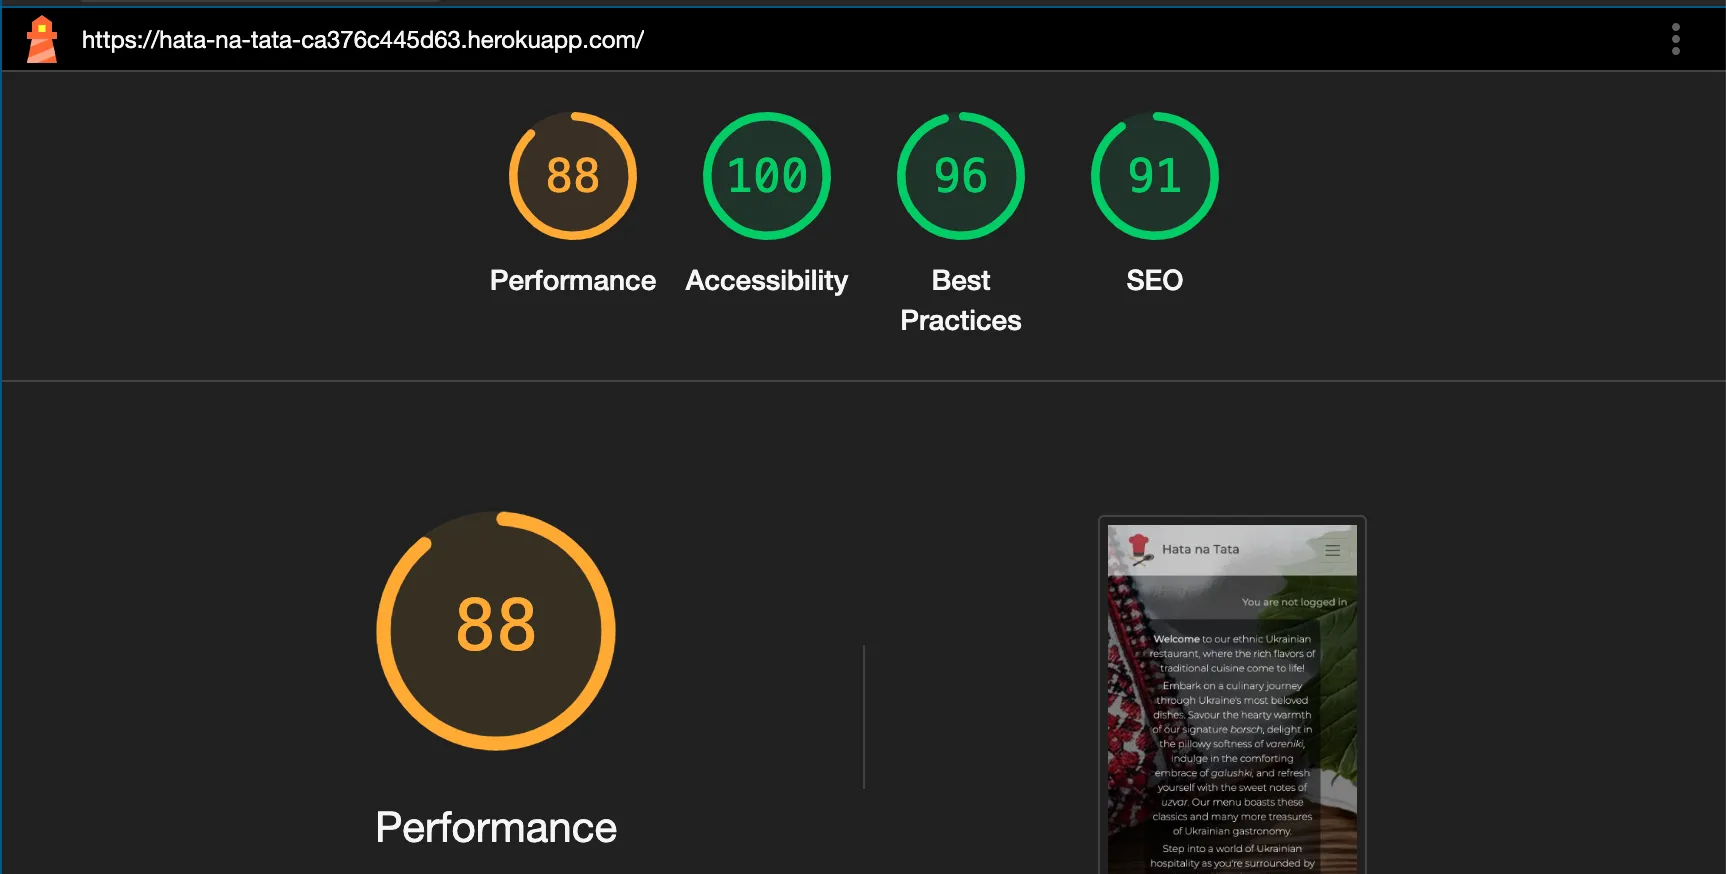 https://hata-na-tata-ca376c445d63.herokuapp.com/
88
100
96
91
Performance
Accessibility
Best
Practices
SEO
88
Performance
Hata na Tata
You are not logged in
Welcome to our ethnic Ukrainian
restaurant, where the rich flavors of
traditional cuisine come to life!
Embark on a culinary journey
through Ukraine's most beloved
dishes. Savour the hearty warmth
of our signature borsch, delight in
the pillowy softness of vareniki,
indulge in the comforting
embrace of galushki, and refresh
yourself with the sweet notes of
uzvar. Our menu boasts these
classics and many more treasures
of Ukrainian gastronomy.
Step into a world of Ukrainian
hospitality as you're surrounded by